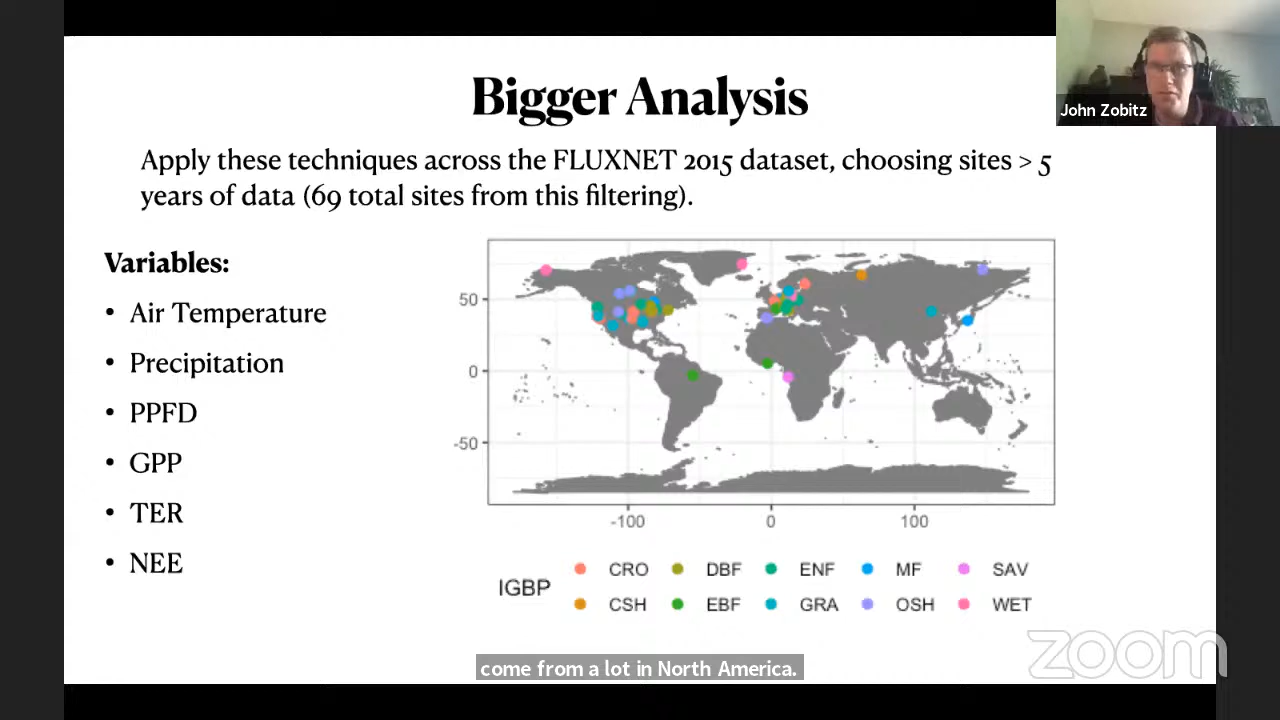 Bigger Analysis
John Zobitz
Apply these techniques across the FLUXNET 2015 dataset, choosing sites > 5
years of data (69 total sites from this filtering).
Variables:
• Air Temperature
• Precipitation
• PPFD
• GPP
• TER
• NEE
50
0
-50
-100 0 100
IGBP
CRO DBF ENF MF SAV
CSH EBF GRA OSH WET
zoom
come from a lot in North America.